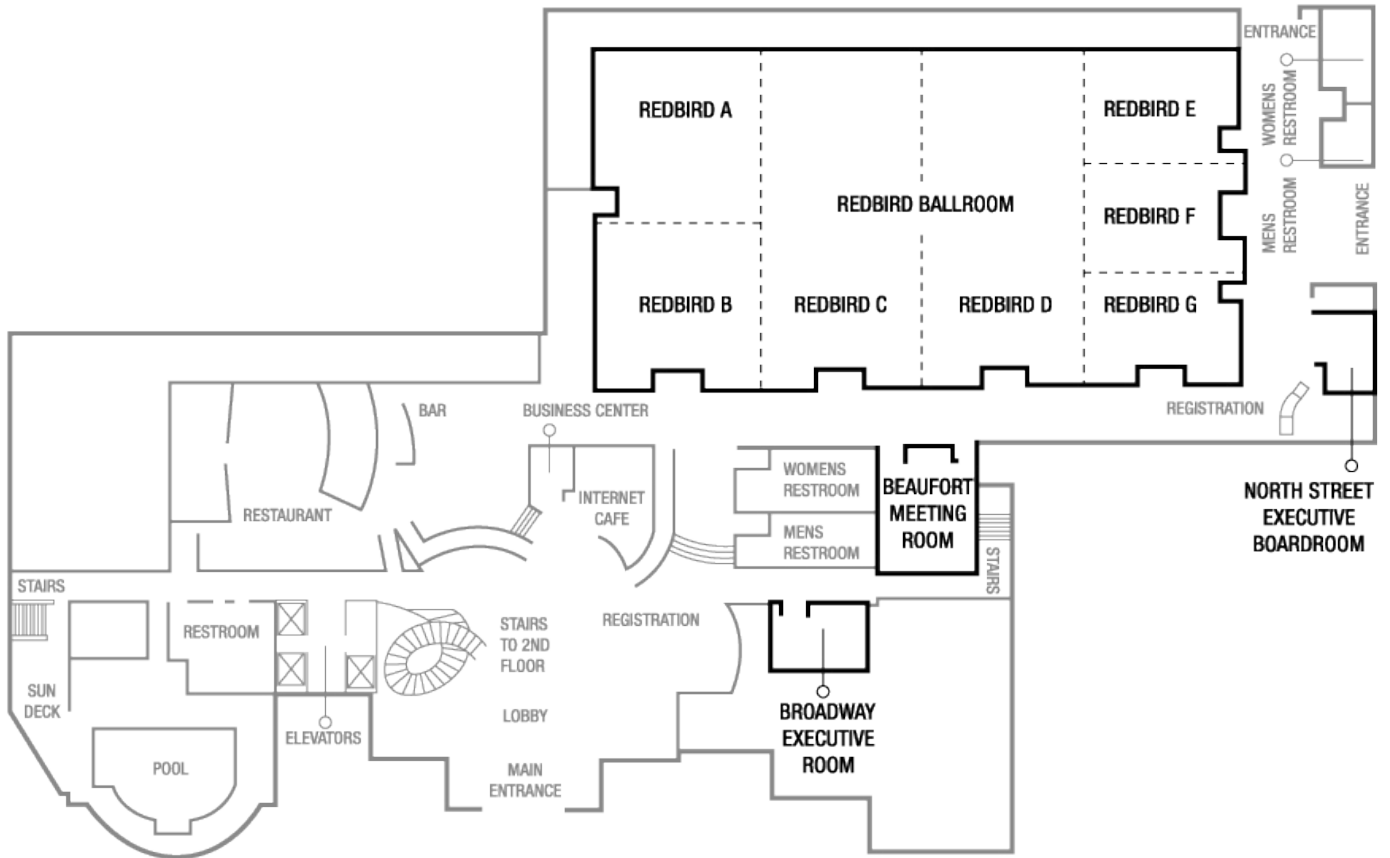 ENTRANCE
WOMENS
RESTROOM
MENS
RESTROOM
ENTRANCE
REDBIRD A
REDBIRD E
REDBIRD BALLROOM
REDBIRD F
REDBIRD B
REDBIRD C
REDBIRD D
REDBIRD G
BAR
BUSINESS CENTER
REGISTRATION
WOMENS
RESTROOM
BEAUFORT
MEETING
ROOM
NORTH STREET
EXECUTIVE
BOARDROOM
INTERNET
CAFE
RESTAURANT
MENS
RESTROOM
STAIRS
STAIRS
RESTROOM
STAIRS
TO 2ND
FLOOR
REGISTRATION
SUN
DECK
LOBBY
BROADWAY
EXECUTIVE
ROOM
ELEVATORS
POOL
MAIN
ENTRANCE